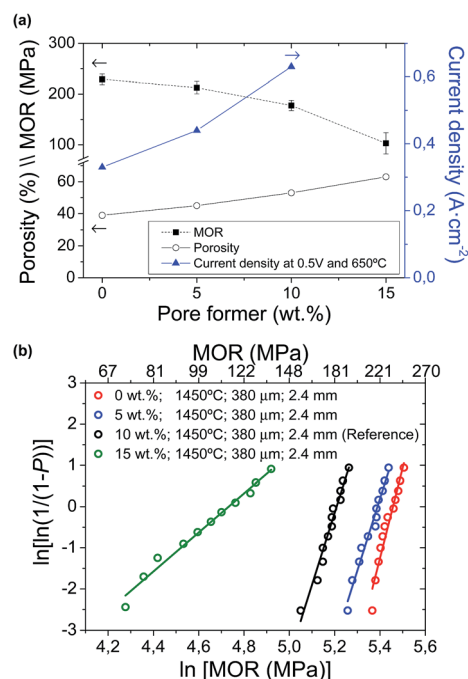 (a)
300
200
100
60
40
20
0
Porosity (%) \\ MOR (MPa)
0,6
0,4
0,2
0,0
Current density (A·cm-2)
MOR
Porosity
Current density at 0.5V and 650ºC
0 5 10 15
Pore former (wt.%)
(b)
MOR (MPa)
67 81 99 121 148 181 221 270
0 wt.%; 1450ºC; 380 μm; 2.4 mm
5 wt.%; 1450ºC; 380 μm; 2.4 mm
10 wt.%; 1450ºC; 380 μm; 2.4 mm (Reference)
15 wt.%; 1450ºC; 380 μm; 2.4 mm
ln[ln(1/(1-P))]
2
1
0
-1
-2
-3
4,2 4,4 4,6 4,8 5,0 5,2 5,4 5,6
ln [MOR (MPa)]